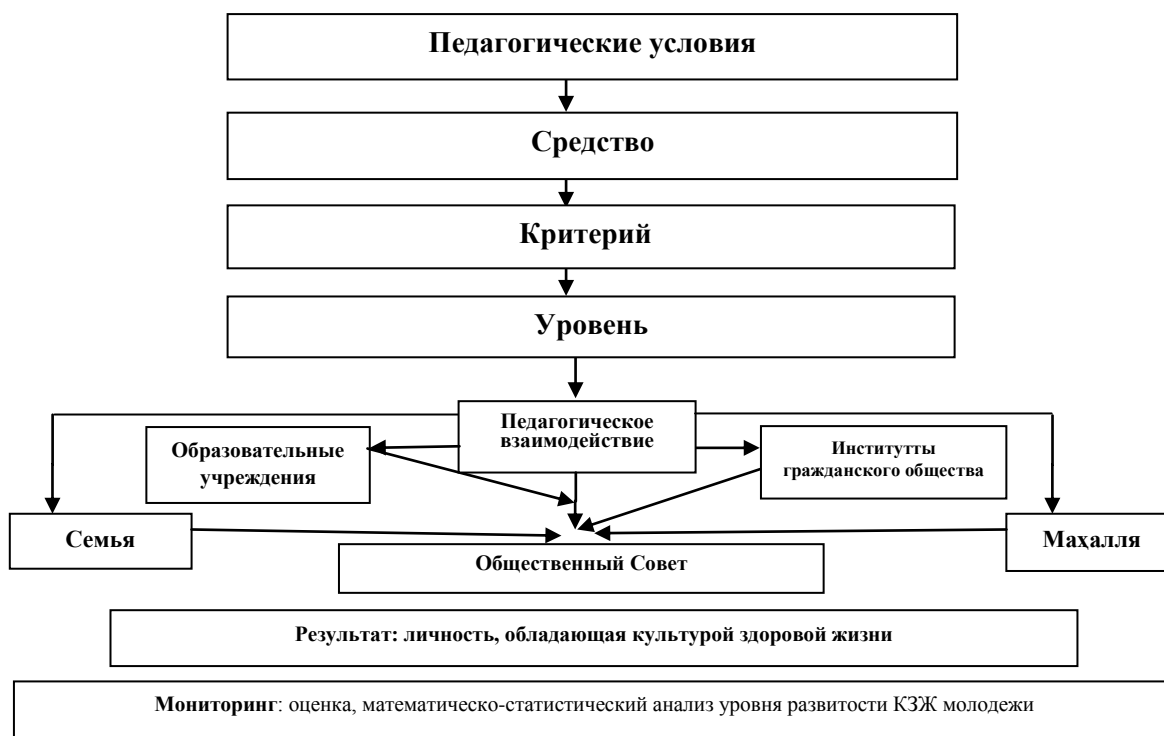 Педагогические условия
Средство
Критерий
Уровень
Педагогическое
взаимодействие
Образовательные
учреждения
Институтты
гражданского общества
Семья
Маҳалля
Общественный Совет
Результат: личность, обладающая культурой здоровой жизни
Мониторинг: оценка, математическо-статистический анализ уровня развитости КЗЖ молодежи